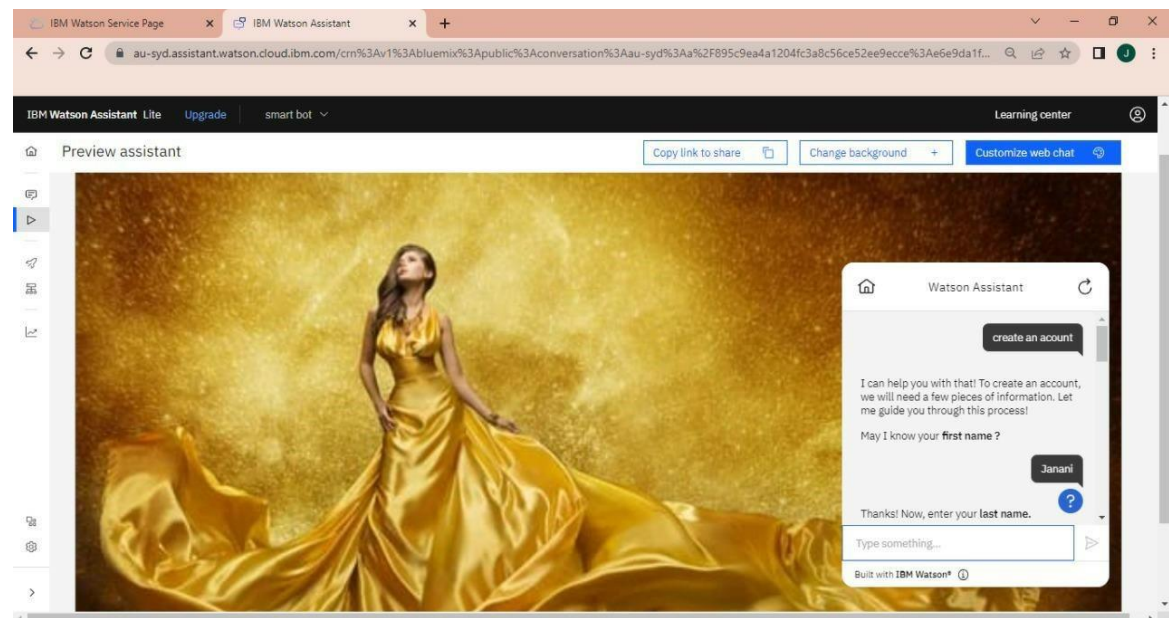 IBM Watson Service Page
IBM Watson Assistant
au-syd.assistant.watson.cloud.ibm.com/crn%3Av1%3Abluemix%3Apublic%3Aconversation%3Aau-syd%3Aa%2F895c9ea4a1204fc3a8c56ce52ee9ecce%3Ae6e9da1f...
J
IBM Watson Assistant Lite Upgrade smart bot Learning center
Preview assistant Copy link to share Change background + Customize web chat
Watson Assistant
create an acount
I can help you with that! To create an account,
we will need a few pieces of information. Let
me guide you through this process!
May I know your first name ?
Janani
?
Thanks! Now, enter your last name.
Type something...
Built with IBM Watson®